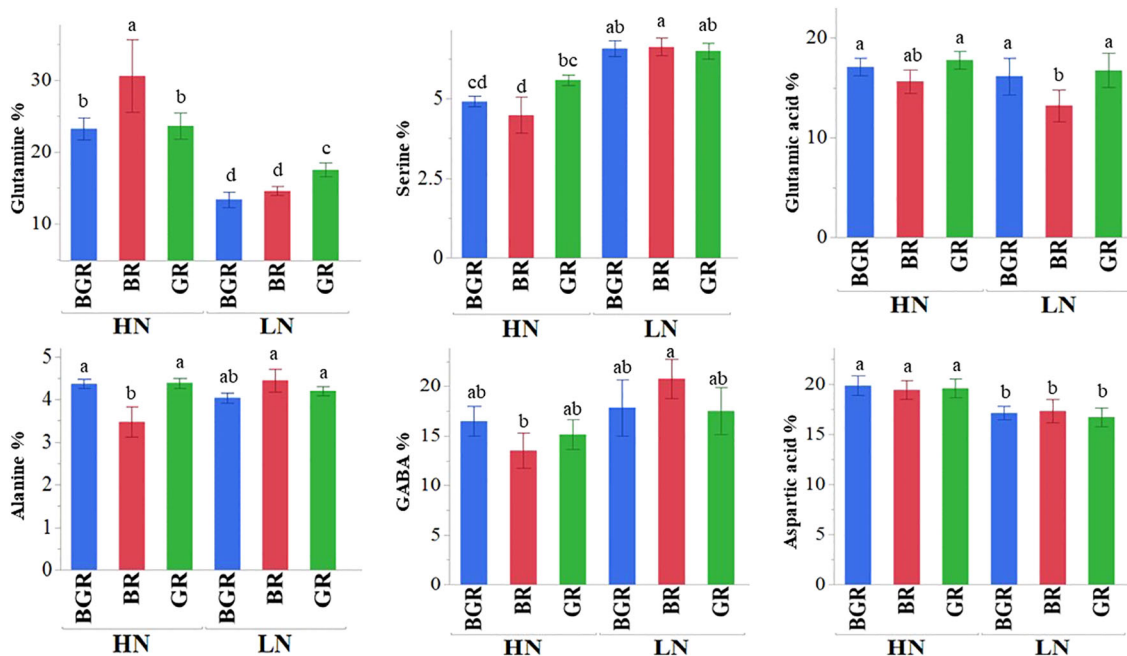 Glutamine %
30
20
10
b
a
b
d
d
c
BGR
BR
GR
BGR
BR
GR
HN
LN
Serine %
5
2.5
0
cd
d
bc
ab
a
ab
BGR
BR
GR
BGR
BR
GR
HN
LN
Glutamic acid %
20
10
0
a
ab
a
a
b
a
BGR
BR
GR
BGR
BR
GR
HN
LN
Alanine %
5
4
3
2
1
0
a
b
a
ab
a
a
BGR
BR
GR
BGR
BR
GR
HN
LN
GABA %
20
15
10
5
0
ab
b
ab
ab
a
ab
BGR
BR
GR
BGR
BR
GR
HN
LN
Aspartic acid %
20
15
10
5
0
a
a
a
b
b
b
BGR
BR
GR
BGR
BR
GR
HN
LN